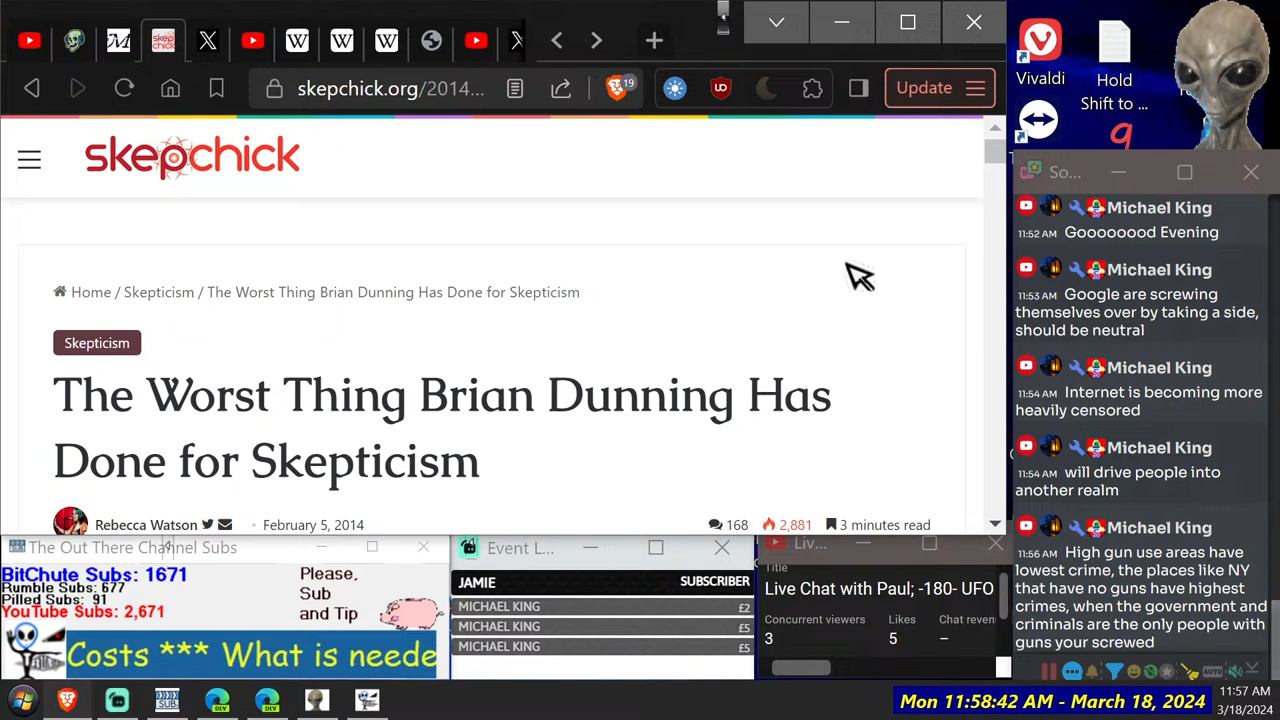 skepchick.org/2014...
19
Update
skepchick
Home / Skepticism / The Worst Thing Brian Dunning Has Done for Skepticism
Skepticism
The Worst Thing Brian Dunning Has
Done for Skepticism
Rebecca Watson
February 5, 2014
168
2,881
3 minutes read
The Out There Channel Subs
BitChute Subs: 1671
Rumble Subs: 677
Pilled Subs: 91
YouTube Subs: 2,671
Please,
Sub
and Tip
Costs *** What is neede
Event L...
JAMIE
SUBSCRIBER
MICHAEL KING
£2
MICHAEL KING
£5
MICHAEL KING
£5
Liv...
Title
Live Chat with Paul; -180- UFO
Concurrent viewers
Likes
Chat reven
3
5
–
Vivaldi
Hold
Shift to ...
So...
Michael King
11:52 AM Goooooood Evening
Michael King
11:53 AM Google are screwing
themselves over by taking a side,
should be neutral
Michael King
11:54 AM Internet is becoming more
heavily censored
Michael King
11:54 AM will drive people into
another realm
Michael King
11:56 AM High gun use areas have
lowest crime, the places like NY
that have no guns have highest
crimes, when the government and
criminals are the only people with
guns your screwed
AUTO
SUB
Mon 11:58:42 AM - March 18, 2024
11:57 AM
3/18/2024